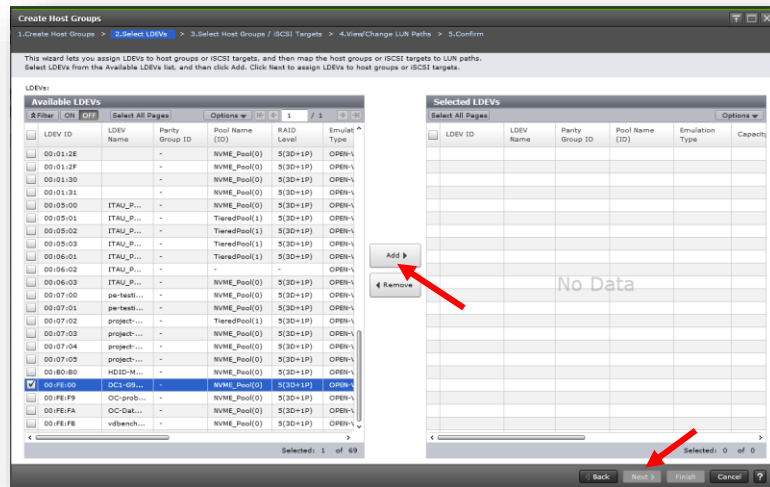 Create Host Groups
1.Create Host Groups > 2.Select LDEVs > 3.Select Host Groups / iSCSI Targets > 4.View/Change LUN Paths > 5.Confirm
This wizard lets you assign LDEVs to host groups or iSCSI targets, and then map the host groups or iSCSI targets to LUN paths.
Select LDEVs from the Available LDEVs list, and then click Add. Click Next to assign LDEVs to host groups or iSCSI targets.
LDEVs:
Available LDEVs
Filter ON OFF Select All Pages Options 1 / 1
LDEV ID LDEV Name Parity Group ID Pool Name (ID) RAID Level Emulat Type
00:01:2E - NVME_Pool(0) 5(3D+1P) OPEN-V
00:01:2F - NVME_Pool(0) 5(3D+1P) OPEN-V
00:01:30 - NVME_Pool(0) 5(3D+1P) OPEN-V
00:01:31 - NVME_Pool(0) 5(3D+1P) OPEN-V
00:05:00 ITAU_P... - NVME_Pool(0) 5(3D+1P) OPEN-V
00:05:01 ITAU_P... - TieredPool(1) 5(3D+1P) OPEN-V
00:05:02 ITAU_P... - TieredPool(1) 5(3D+1P) OPEN-V
00:05:03 ITAU_P... - TieredPool(1) 5(3D+1P) OPEN-V
00:06:01 ITAU_P... - TieredPool(1) 5(3D+1P) OPEN-V
00:06:02 ITAU_P... - - - OPEN-V
00:06:03 ITAU_P... - NVME_Pool(0) 5(3D+1P) OPEN-V
00:07:00 pe-testi... - NVME_Pool(0) 5(3D+1P) OPEN-V
00:07:01 pe-testi... - NVME_Pool(0) 5(3D+1P) OPEN-V
00:07:02 project-... - TieredPool(1) 5(3D+1P) OPEN-V
00:07:03 project-... - NVME_Pool(0) 5(3D+1P) OPEN-V
00:07:04 project-... - NVME_Pool(0) 5(3D+1P) OPEN-V
00:07:05 project-... - NVME_Pool(0) 5(3D+1P) OPEN-V
00:B0:B0 HDID-M... - NVME_Pool(0) 5(3D+1P) OPEN-V
00:FE:00 DC1-G9... - NVME_Pool(0) 5(3D+1P) OPEN-V
00:FE:F9 OC-prob... - NVME_Pool(0) 5(3D+1P) OPEN-V
00:FE:FA OC-Dat... - NVME_Pool(0) 5(3D+1P) OPEN-V
00:FE:FB vdbench... - NVME_Pool(0) 5(3D+1P) OPEN-V
Selected: 1 of 69
Add
Remove
Selected LDEVs
Select All Pages Options
LDEV ID LDEV Name Parity Group ID Pool Name (ID) Emulation Type Capacity
No Data
Selected: 0 of 0
Back Next Finish Cancel ?